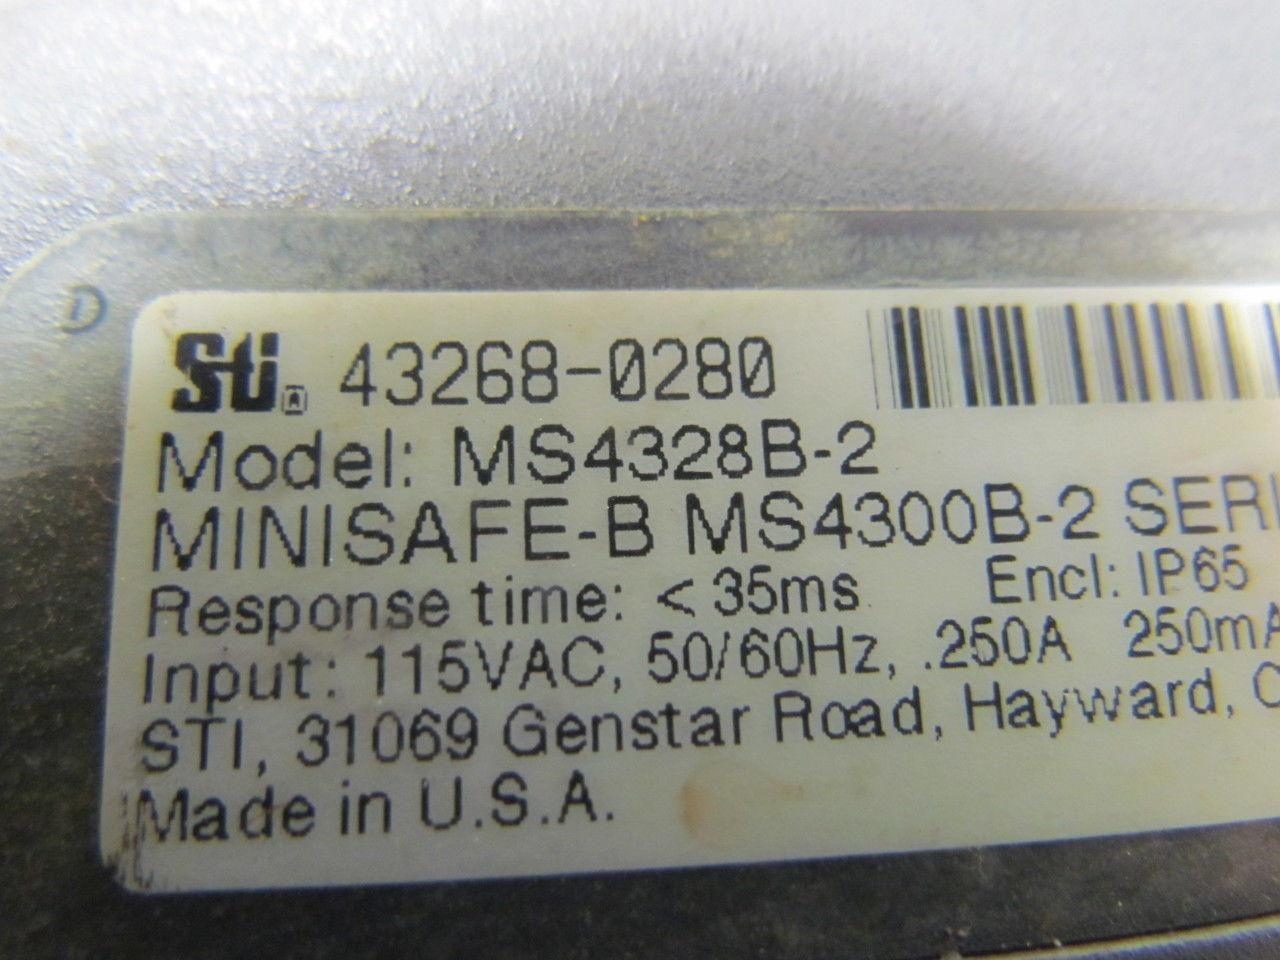 D
STI 43268-0280
Model: MS4328B-2
MINISAFE-B MS4300B-2
Response time: <35ms Encl: IP65
Input: 115VAC, 50/60Hz, .250A 250mA
STI, 31069 Genstar Road, Hayward,
Made in U.S.A.